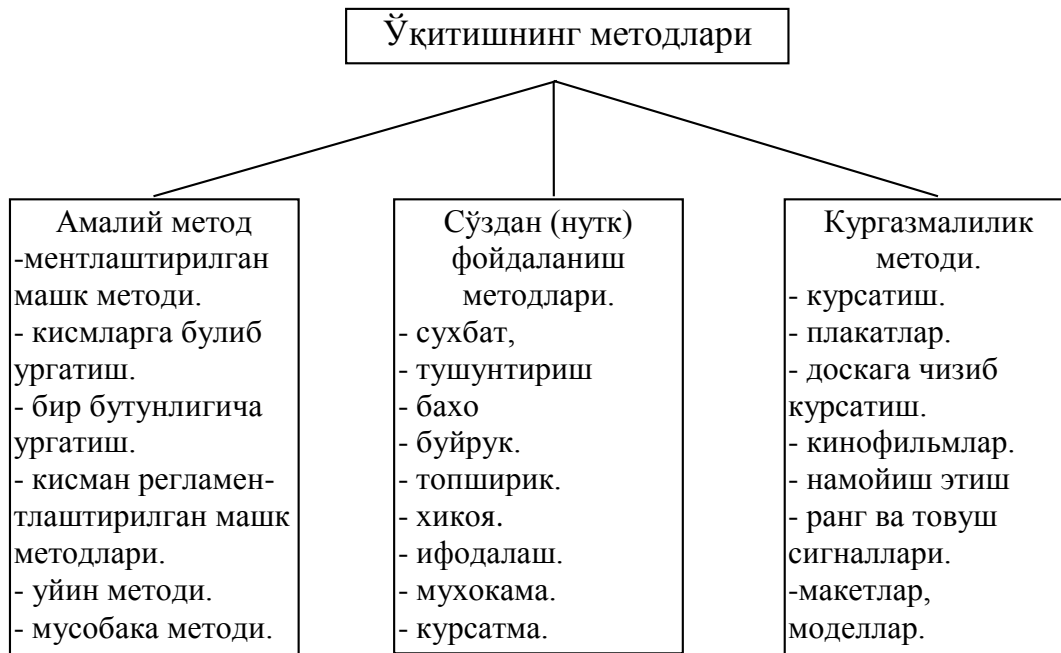 Ўқитишнинг методлари
Амалий метод
-ментлаштирилган
машк методи.
- кисмларга булиб
ургатиш.
- бир бутунлигича
ургатиш.
- кисман регламен-
тлаштирилган машк
методлари.
- уйин методи.
- мусобака методи.
Сўздан (нутк)
фойдаланиш
методлари.
- сухбат,
- тушунтириш
- бахо
- буйрук.
- топширик.
- хикоя.
- ифодалаш.
- мухокама.
- курсатма.
Кургазмалилик
методи.
- курсатиш.
- плакатлар.
- доскага чизиб
курсатиш.
- кинофильмлар.
- намойиш этиш
- ранг ва товуш
сигналлари.
-макетлар,
моделлар.